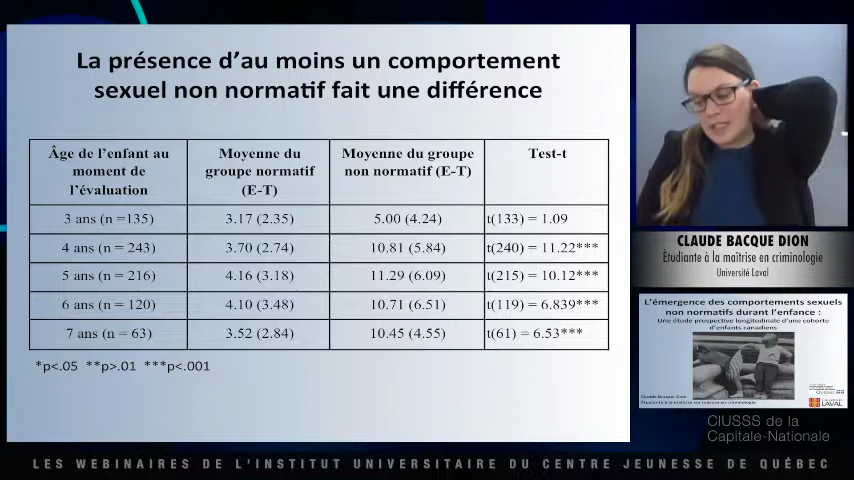 La présence d'au moins un comportement
sexuel non normatif fait une différence
Âge de l'enfant au
moment de
l'évaluation
Moyenne du
groupe normatif
(E-T)
Moyenne du groupe
non normatif (E-T)
Test-t
3 ans (n =135) 3.17 (2.35) 5.00 (4.24) t(133) = 1.09
4 ans (n = 243) 3.70 (2.74) 10.81 (5.84) t(240) = 11.22***
5 ans (n = 216) 4.16 (3.18) 11.29 (6.09) t(215) = 10.12***
6 ans (n = 120) 4.10 (3.48) 10.71 (6.51) t(119) = 6.839***
7 ans (n = 63) 3.52 (2.84) 10.45 (4.55) t(61) = 6.53***
*p<.05 **p>.01 ***p<.001
CLAUDE BACQUE DION
Étudiante à la maîtrise en criminologie
Université Laval
L'émergence des comportements sexuels
non normatifs durant l'enfance :
Une étude prospective longitudinale d'une cohorte
d'enfants canadiens
Claude Bacque Dion
UNIVERSITÉ
LAVAL
CIUSSS de la
Capitale-Nationale
LES WEBINAIRES DE L'INSTITUT UNIVERSITAIRE DU CENTRE JEUNESSE DE QUÉBEC